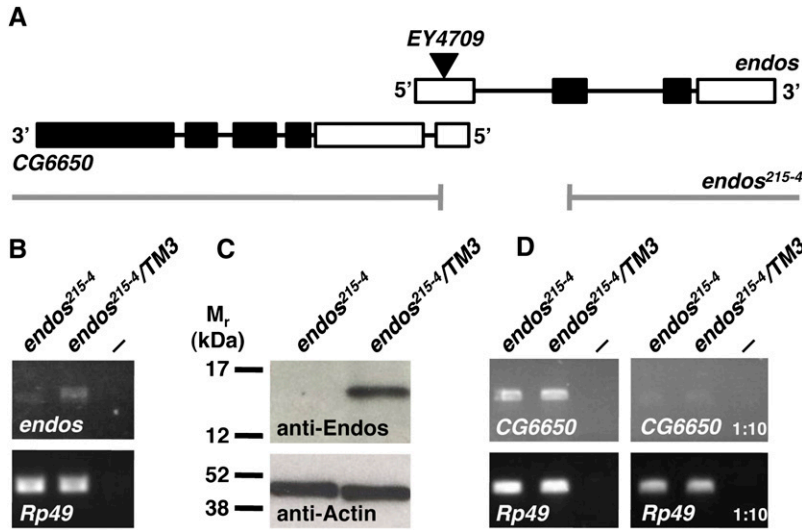 A
EY4709
endos
5’ 3’
3’ 5’
CG6650
endos215-4
B
endos215-4
endos215-4/TM3
–
endos
Rp49
C
endos215-4
endos215-4/TM3
Mr
(kDa)
17
12
anti-Endos
52
38
anti-Actin
D
endos215-4
endos215-4/TM3
–
endos215-4
endos215-4/TM3
–
CG6650
CG6650 1:10
Rp49
Rp49 1:10